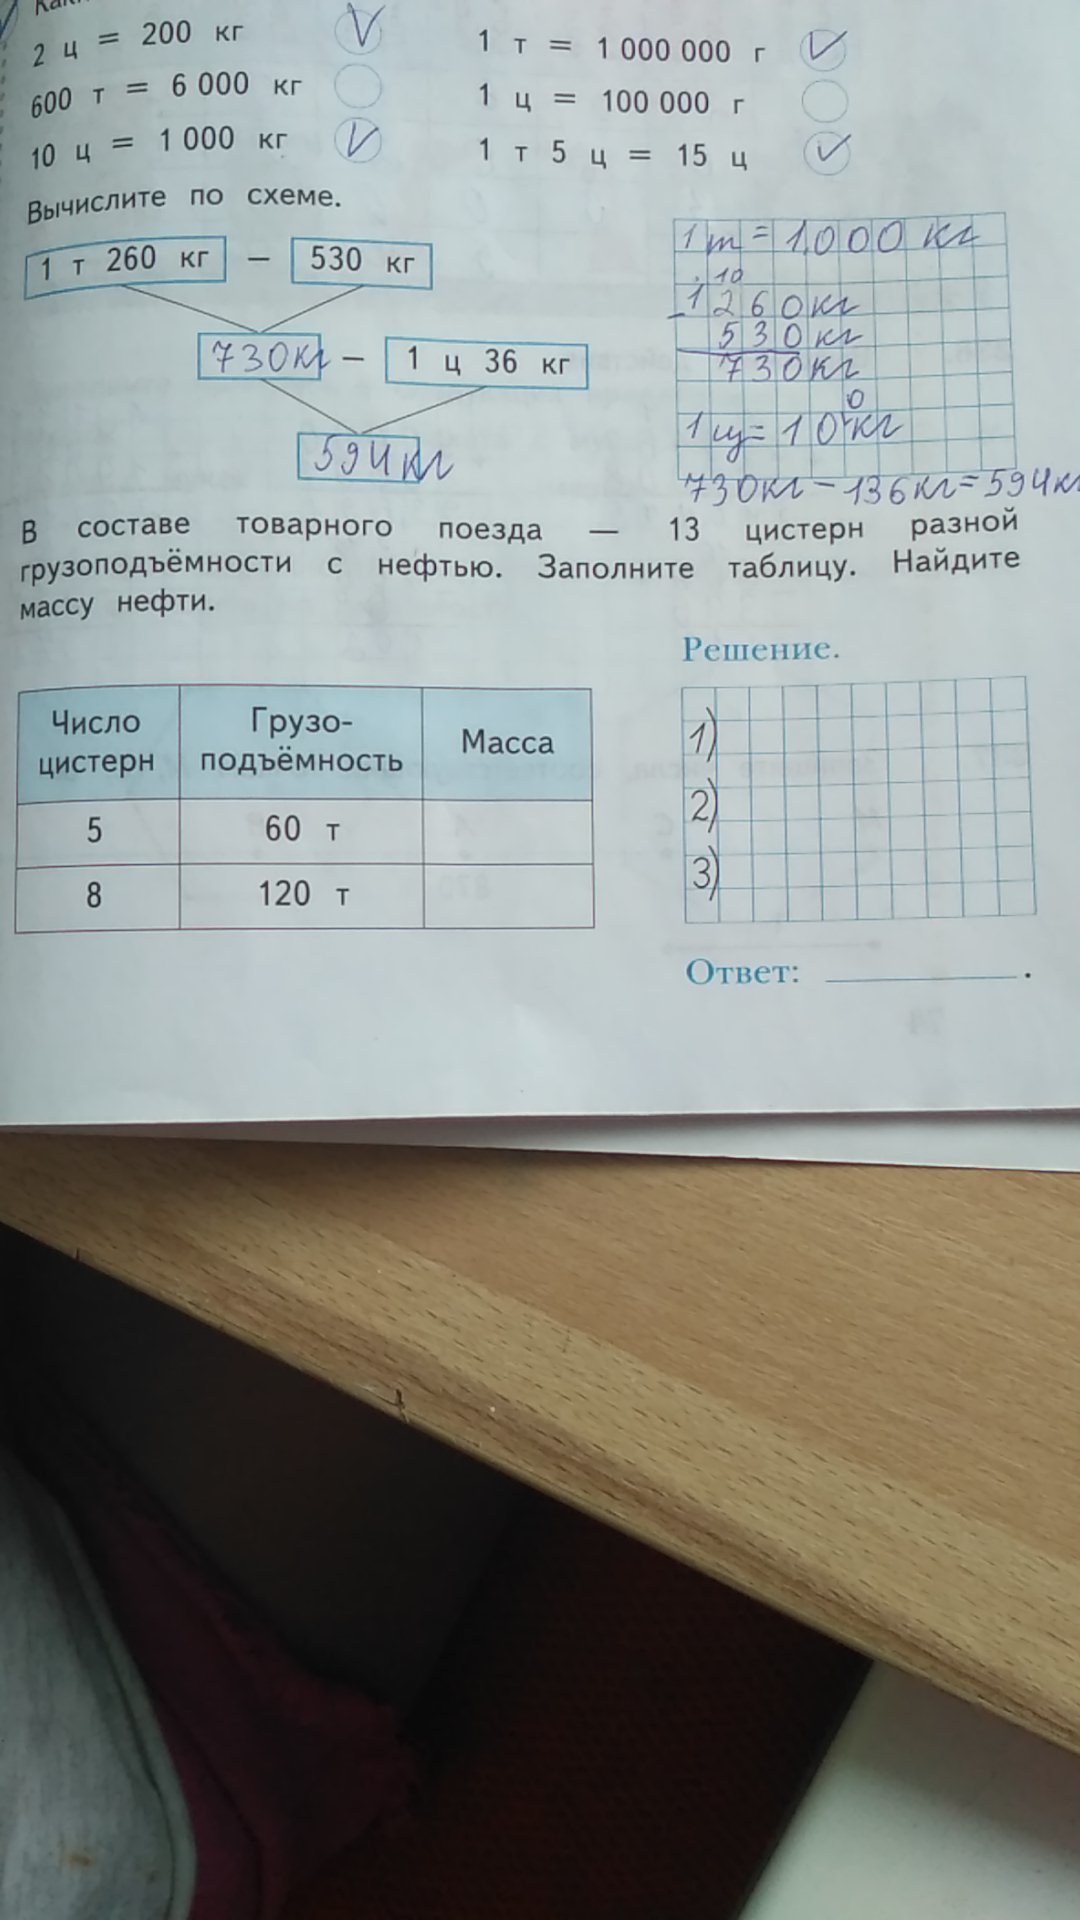 2 ц = 200 кг V
1 т = 1 000 000 г V
600 т = 6 000 кг
1 ц = 100 000 г
10 ц = 1 000 кг V
1 т 5 ц = 15 ц V
Вычислите по схеме.
1 т 260 кг – 530 кг
730кг – 1 ц 36 кг
594кг
1т = 1000 кг
10
- 1260кг
530кг
730кг
0
1ц = 10 кг
730кг – 136кг = 594кг
В составе товарного поезда — 13 цистерн разной
грузоподъёмности с нефтью. Заполните таблицу. Найдите
массу нефти.
Число цистерн
Грузо-
подъёмность
Масса
5 60 т
8 120 т
Решение.
1)
2)
3)
Ответ: ____________.